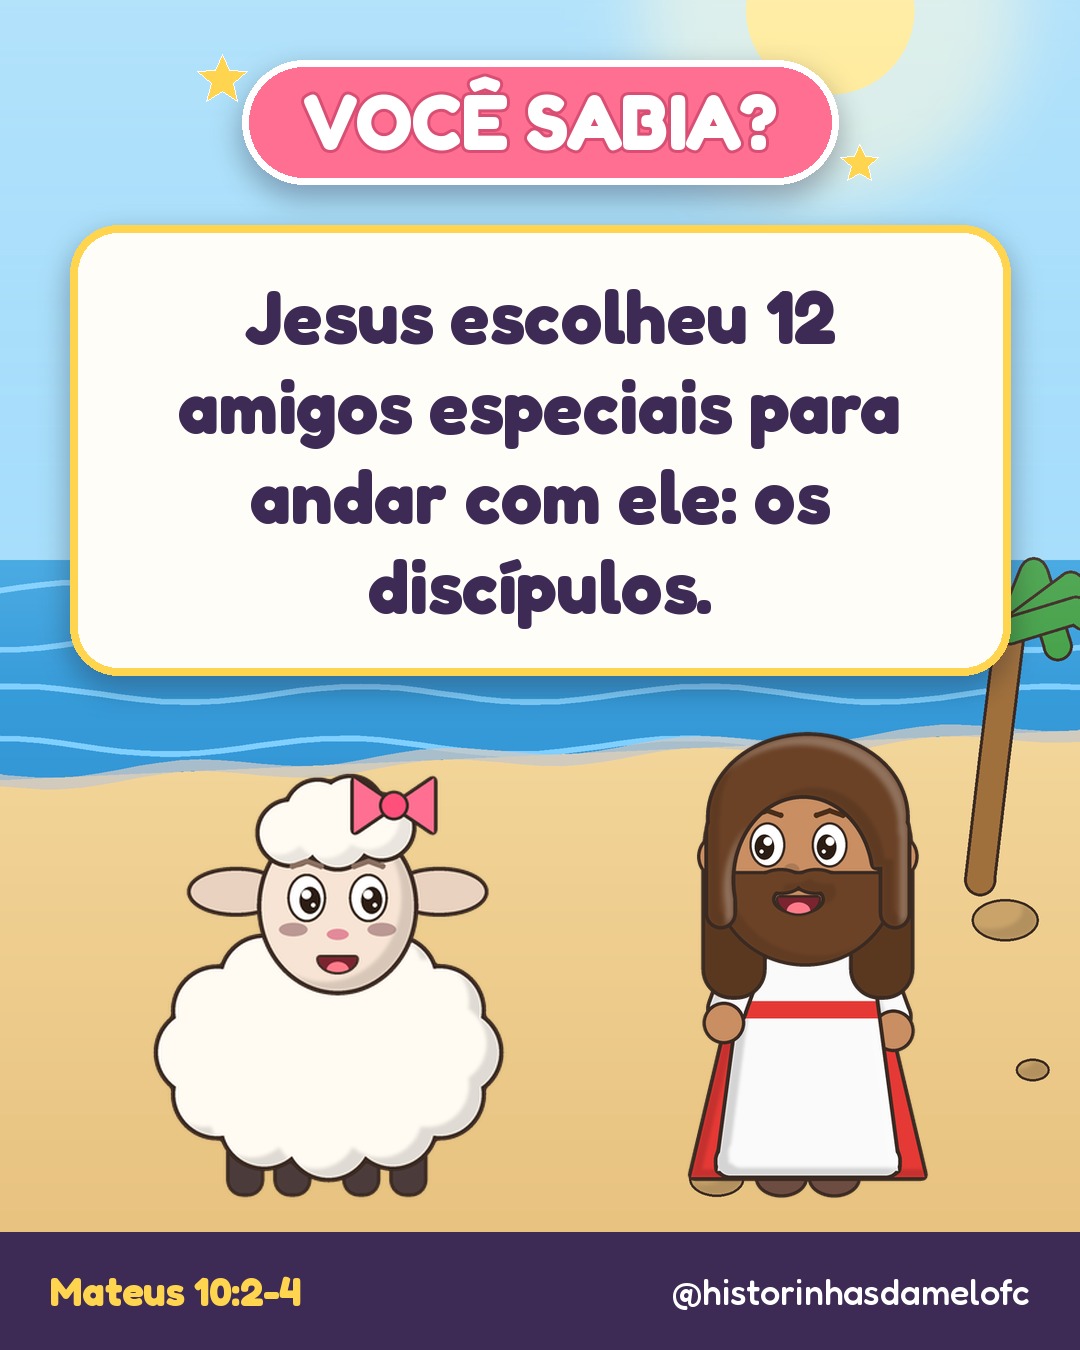 VOCÊ SABIA?
Jesus escolheu 12
amigos especiais para
andar com ele: os
discípulos.
Mateus 10:2-4
@historinhasdamelofc